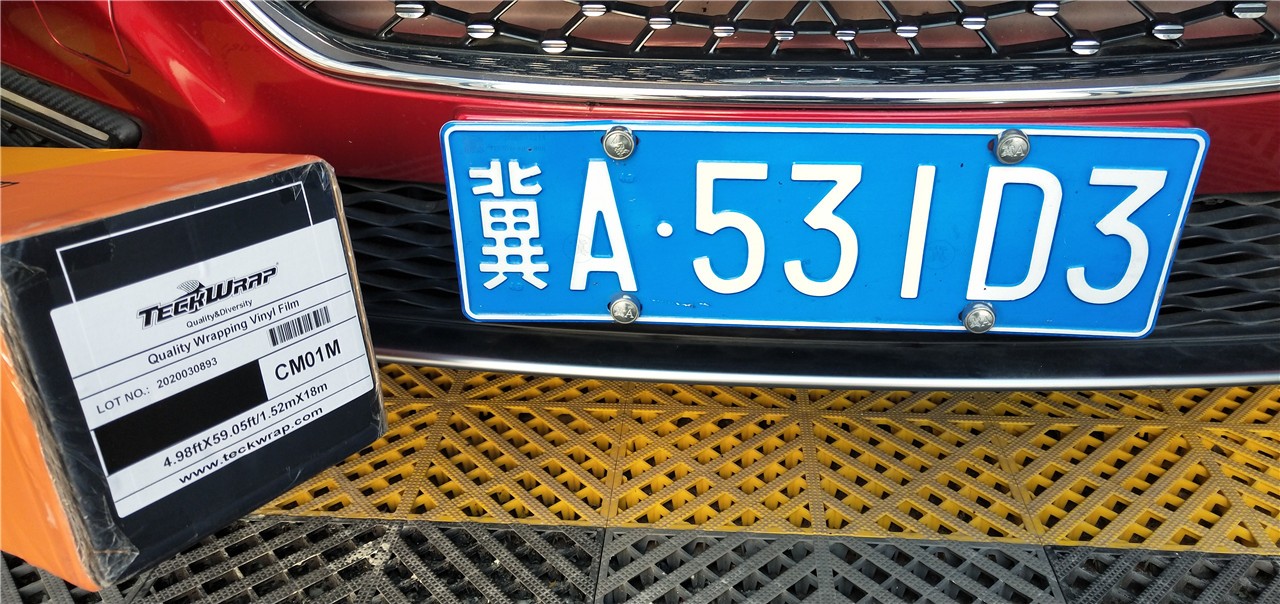 冀A·531D3
TECKWRAP
Quality&Diversity
Quality Wrapping Vinyl Film
LOT NO.: 2020030893
CM01M
4.98ftX59.05ft/1.52mX18m
www.teckwrap.com